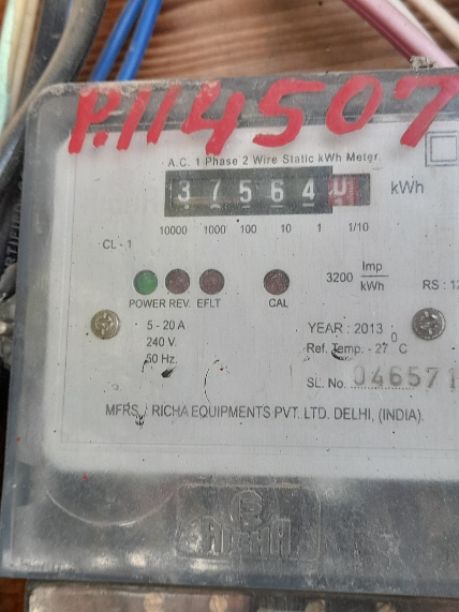 P.114507
A.C. 1 Phase 2 Wire Static kWh Meter.
37564 kWh
10000 1000 100 10 1 1/10
CL - 1
3200 Imp/kWh
POWER REV. EFLT CAL
5 - 20 A
240 V.
50 Hz.
YEAR : 2013
Ref. Temp. - 27 °C
SL. No. 046571
MFRS. : RICHA EQUIPMENTS PVT. LTD. DELHI, (INDIA).
RICHA